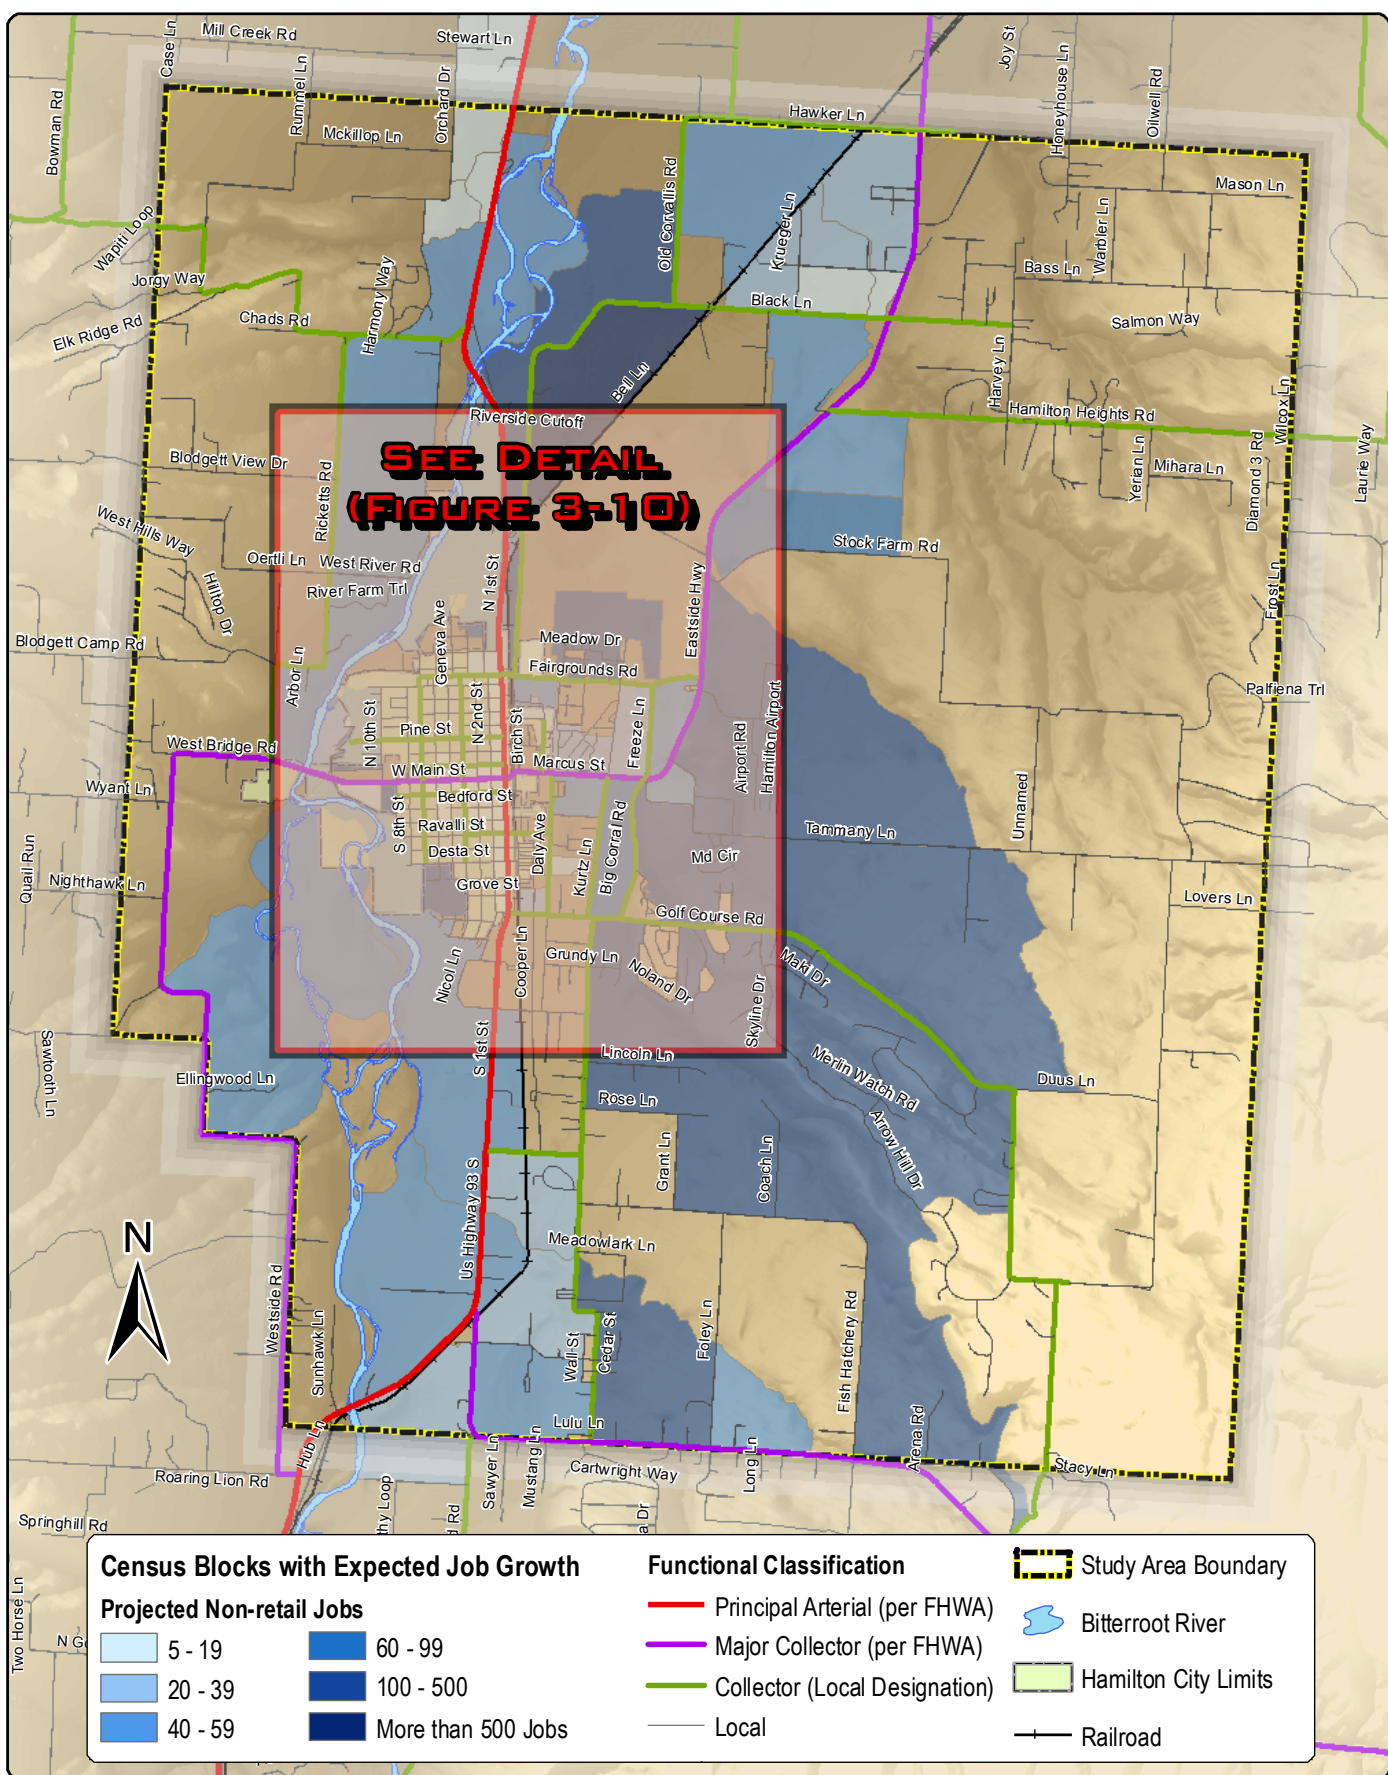 Mill Creek Rd
Stewart Ln
Case Ln
Joy St
Honeyhouse Ln
Oilwell Rd
Bowman Rd
Rummel Ln
Orchard Dr
Mckillop Ln
Hawker Ln
Mason Ln
Wapiti Loop
Old Corvallis Rd
Krueger Ln
Warbler Ln
Jorgy Way
Bass Ln
Elk Ridge Rd
Chads Rd
Harmony Way
Black Ln
Salmon Way
Bell Ln
Harvey Ln
Hamilton Heights Rd
Wilcox Ln
Riverside Cutoff
SEE DETAIL
(FIGURE 3-10)
Blodgett View Dr
Ricketts Rd
Yerian Ln
Mihara Ln
Diamond 3 Rd
Laurie Way
West Hills Way
Oertli Ln
West River Rd
Stock Farm Rd
River Farm Trl
Hilltop Dr
N 1st St
Eastside Hwy
Frost Ln
Blodgett Camp Rd
Geneva Ave
Meadow Dr
Fairgrounds Rd
Arbor Ln
Palfiena Trl
N 10th St
Pine St
N 2nd St
Birch St
Freeze Ln
Airport Rd
Hamilton Airport
West Bridge Rd
W Main St
Marcus St
Wyant Ln
Bedford St
Unnamed
S 8th St
Ravalli St
Daly Ave
Kurtz Ln
Big Corral Rd
Tammany Ln
Desta St
Md Cir
Quail Run
Nighthawk Ln
Grove St
Lovers Ln
Golf Course Rd
Nicol Ln
Cooper Ln
Grundy Ln
Noland Dr
Maki Dr
Skyline Dr
S 1st St
Lincoln Ln
Sawtooth Ln
Ellingwood Ln
Merlin Watch Rd
Duus Ln
Rose Ln
Arrow Hill Dr
Grant Ln
Coach Ln
Us Highway 93 S
N
Meadowlark Ln
Westside Rd
Sunhawk Ln
Wall St
Cedar St
Foley Ln
Fish Hatchery Rd
Lulu Ln
Hub Ln
Arena Rd
Roaring Lion Rd
Sawyer Ln
Mustang Ln
Cartwright Way
Long Ln
Stacy Ln
Springhill Rd
thy Loop
d Rd
a Dr
Two Horse Ln
N Go
Census Blocks with Expected Job Growth
Projected Non-retail Jobs
5 - 19
20 - 39
40 - 59
60 - 99
100 - 500
More than 500 Jobs
Functional Classification
Principal Arterial (per FHWA)
Major Collector (per FHWA)
Collector (Local Designation)
Local
Study Area Boundary
Bitterroot River
Hamilton City Limits
Railroad